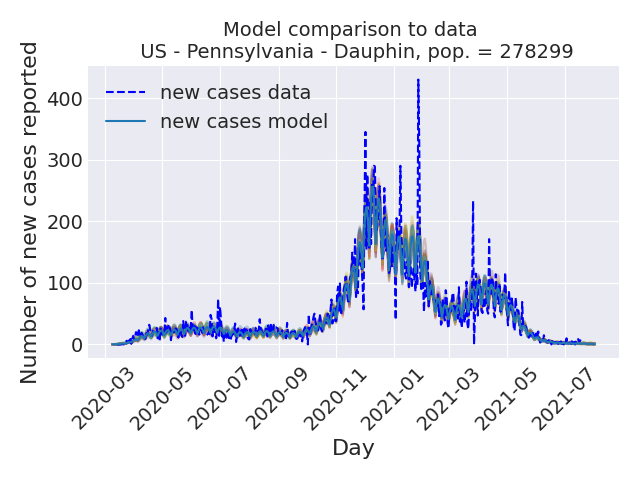 Model comparison to data
US - Pennsylvania - Dauphin, pop. = 278299
Number of new cases reported
400
300
200
100
0
new cases data
new cases model
2020-03
2020-05
2020-07
2020-09
2020-11
2021-01
2021-03
2021-05
2021-07
Day